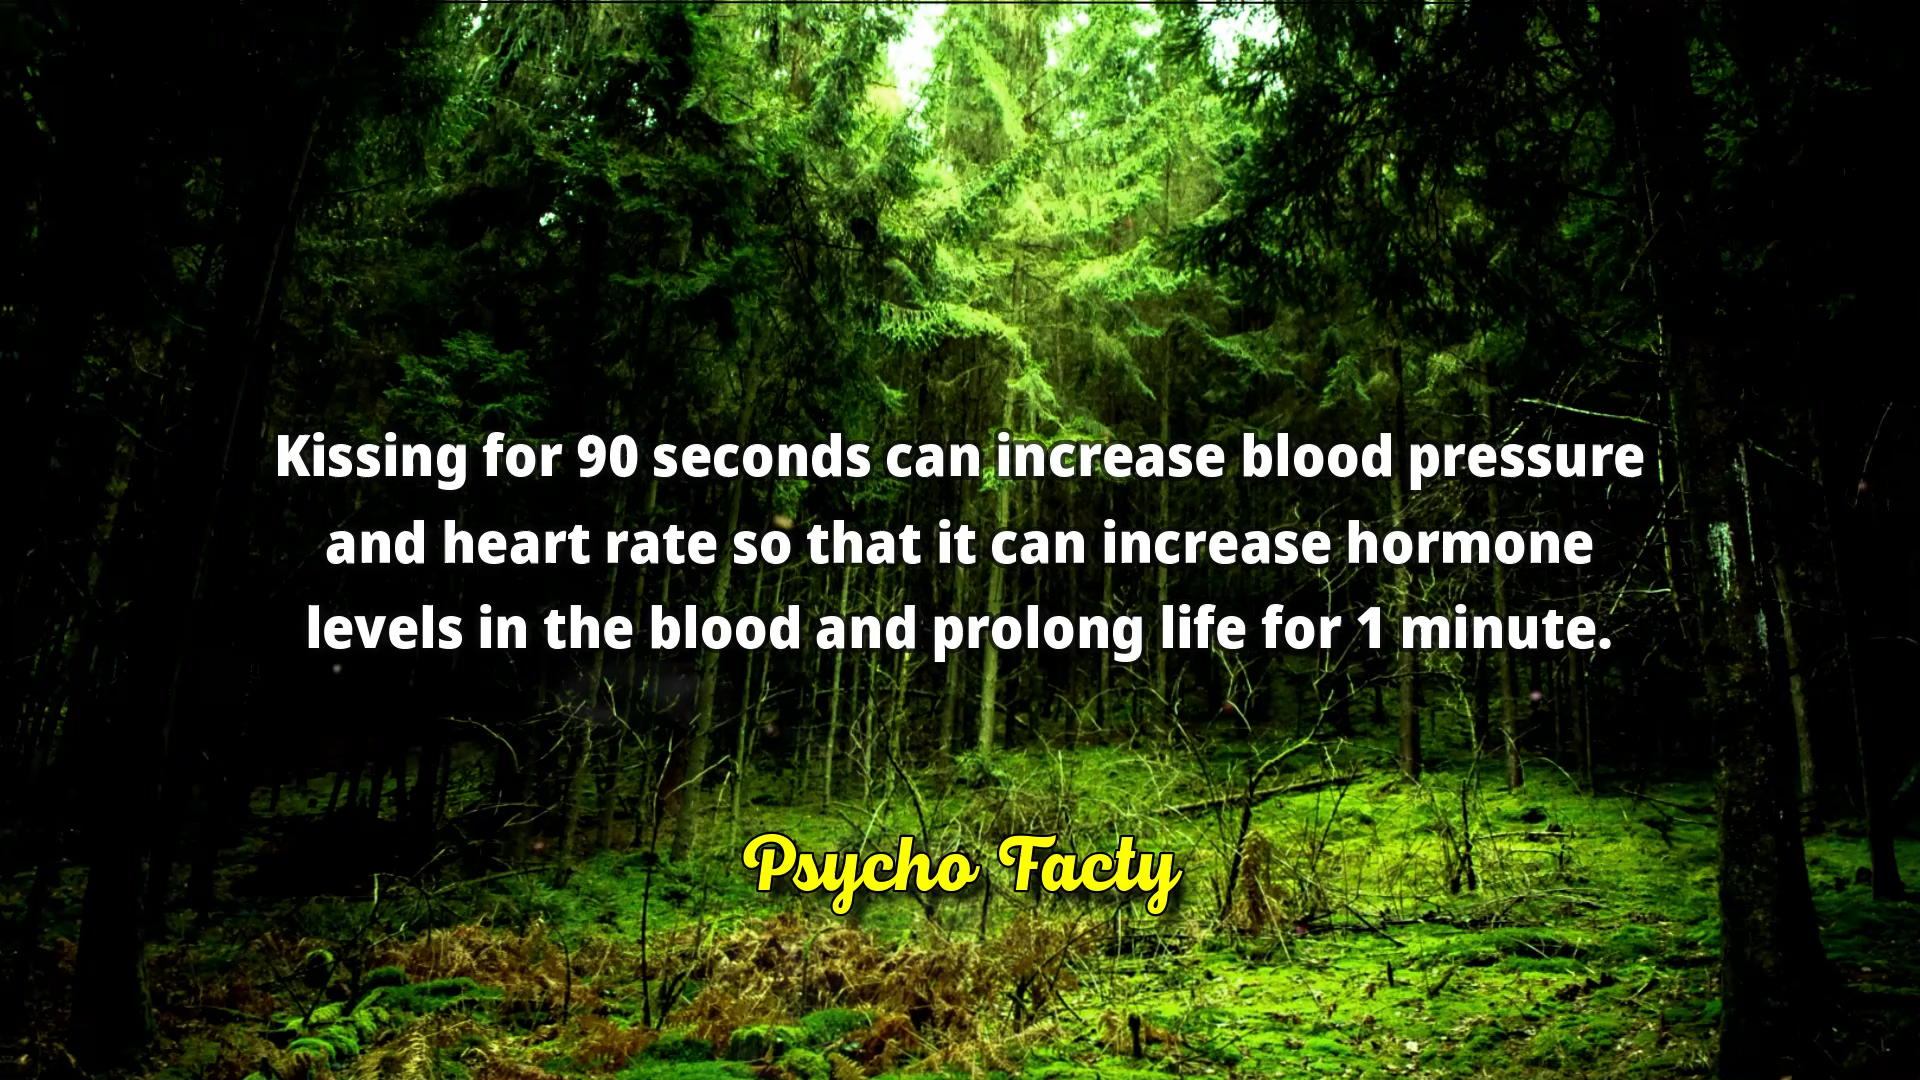 Kissing for 90 seconds can increase blood pressure
and heart rate so that it can increase hormone
levels in the blood and prolong life for 1 minute.
Psycho Facty